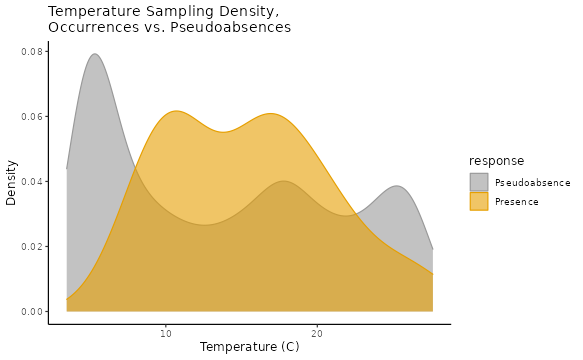 Temperature Sampling Density,
Occurrences vs. Pseudoabsences
0.08
0.06
0.04
0.02
0.00
Density
10
20
Temperature (C)
response
Pseudoabsence
Presence